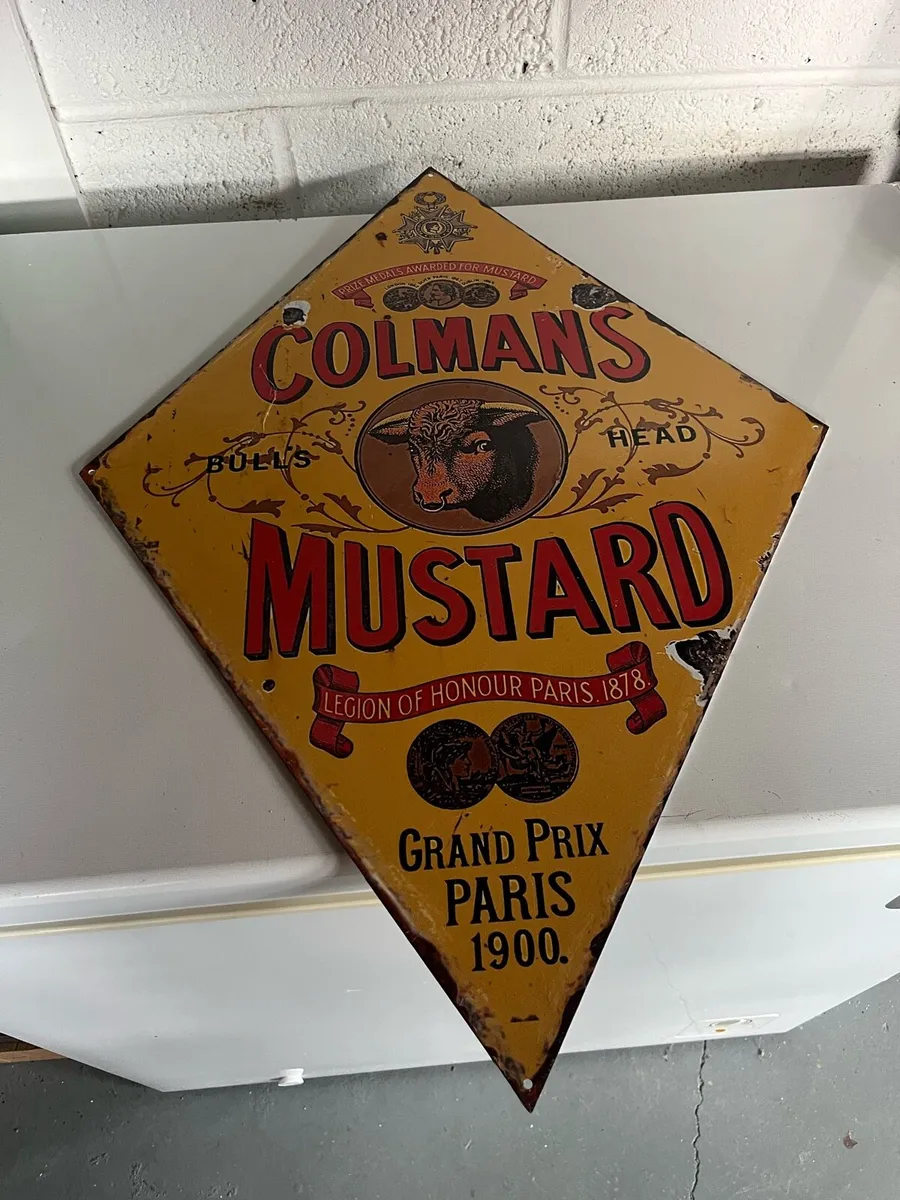 PRIZE MEDALS AWARDED FOR MUSTARD
COLMANS
BULLS HEAD
MUSTARD
LEGION OF HONOUR PARIS. 1878.
GRAND PRIX
PARIS
1900.